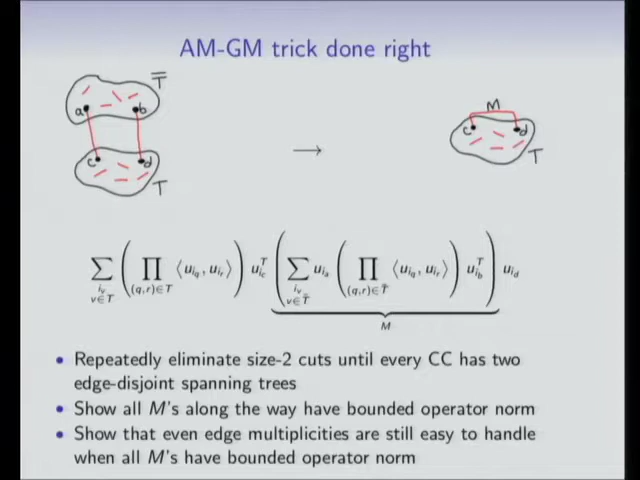 AM-GM trick done right
T̿
a b
M
c d
c d
T
T
→
∑_{i_v, v∈T} ( ∏_{(q,r)∈T} ⟨u_{i_q}, u_{i_r}⟩ ) u_{i_c}^T ( ∑_{i_v, v∈T̄} u_{i_a} ( ∏_{(q,r)∈T̄} ⟨u_{i_q}, u_{i_r}⟩ ) u_{i_b}^T ) u_{i_d}
M
• Repeatedly eliminate size-2 cuts until every CC has two
edge-disjoint spanning trees
• Show all M's along the way have bounded operator norm
• Show that even edge multiplicities are still easy to handle
when all M's have bounded operator norm